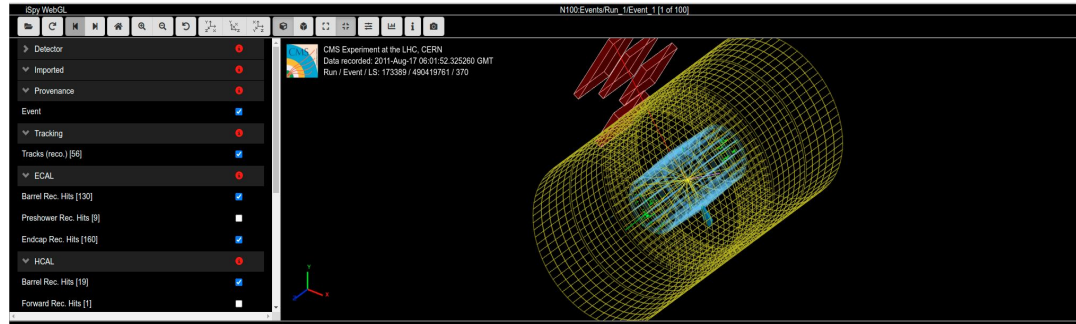 iSpy WebGL
N100:Events/Run_1/Event_1 [1 of 100]
Detector
Imported
Provenance
Event
Tracking
Tracks (reco.) [56]
ECAL
Barrel Rec. Hits [130]
Preshower Rec. Hits [9]
Endcap Rec. Hits [160]
HCAL
Barrel Rec. Hits [19]
Forward Rec. Hits [1]
CMS
CMS Experiment at the LHC, CERN
Data recorded: 2011-Aug-17 06:01:52.325260 GMT
Run / Event / LS: 173389 / 490419761 / 370
Y
X